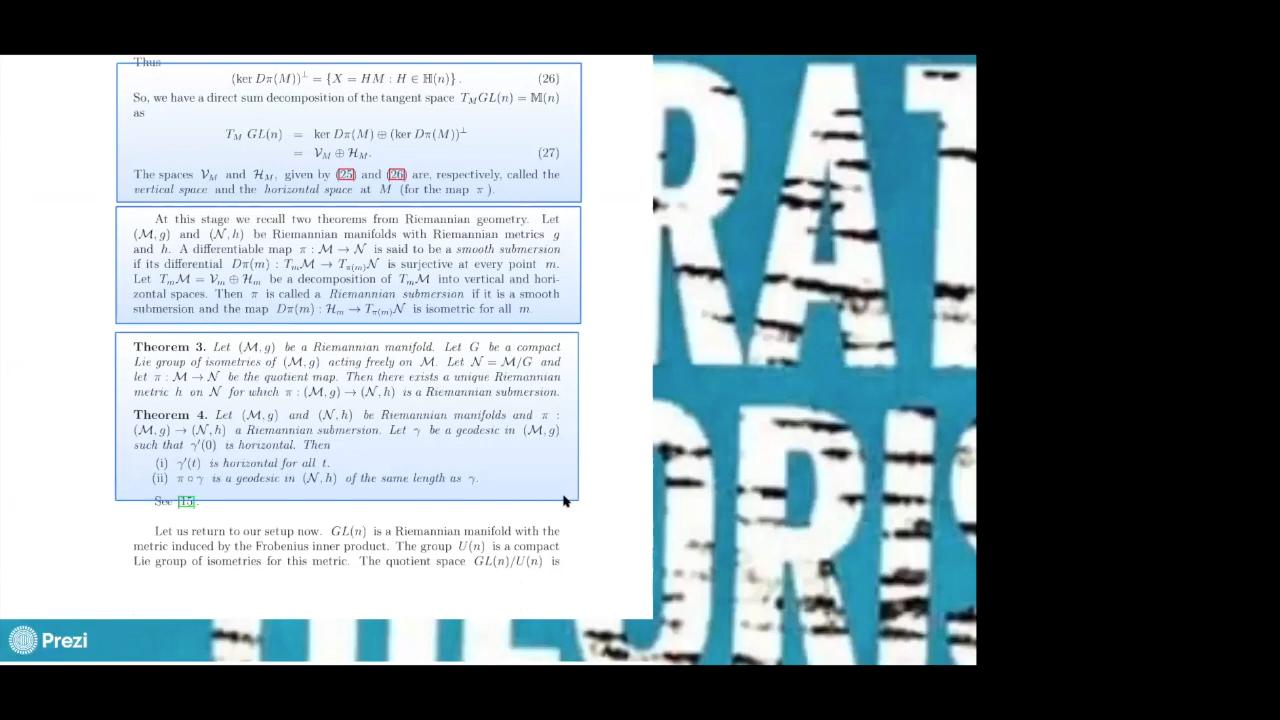 Thus
(ker Dπ(M))⊥ = {X = HM : H ∈ ℍ(n)} . (26)
So, we have a direct sum decomposition of the tangent space T_M GL(n) = 𝕄(n)
as
T_M GL(n) = ker Dπ(M) ⊕ (ker Dπ(M))⊥
= 𝒱_M ⊕ ℋ_M. (27)
The spaces 𝒱_M and ℋ_M, given by (25) and (26) are, respectively, called the
vertical space and the horizontal space at M (for the map π ).
At this stage we recall two theorems from Riemannian geometry. Let
(ℳ, g) and (𝒩, h) be Riemannian manifolds with Riemannian metrics g
and h. A differentiable map π : ℳ → 𝒩 is said to be a smooth submersion
if its differential Dπ(m) : T_mℳ → T_π(m)𝒩 is surjective at every point m.
Let T_mℳ = 𝒱_m ⊕ ℋ_m be a decomposition of T_mℳ into vertical and hori-
zontal spaces. Then π is called a Riemannian submersion if it is a smooth
submersion and the map Dπ(m) : ℋ_m → T_π(m)𝒩 is isometric for all m.
Theorem 3. Let (ℳ, g) be a Riemannian manifold. Let G be a compact
Lie group of isometries of (ℳ, g) acting freely on ℳ. Let 𝒩 = ℳ/G and
let π : ℳ → 𝒩 be the quotient map. Then there exists a unique Riemannian
metric h on 𝒩 for which π : (ℳ, g) → (𝒩, h) is a Riemannian submersion.
Theorem 4. Let (ℳ, g) and (𝒩, h) be Riemannian manifolds and π :
(ℳ, g) → (𝒩, h) a Riemannian submersion. Let γ be a geodesic in (ℳ, g)
such that γ′(0) is horizontal. Then
(i) γ′(t) is horizontal for all t.
(ii) π ∘ γ is a geodesic in (𝒩, h) of the same length as γ.
See [15].
Let us return to our setup now. GL(n) is a Riemannian manifold with the
metric induced by the Frobenius inner product. The group U(n) is a compact
Lie group of isometries for this metric. The quotient space GL(n)/U(n) is
RAT
ORIS
Prezi